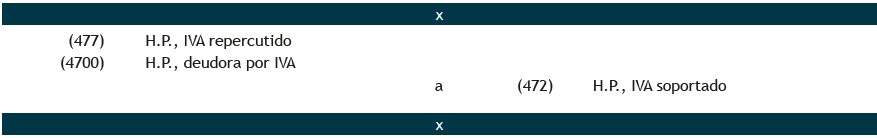 x
(477) H.P., IVA repercutido
(4700) H.P., deudora por IVA
a (472) H.P., IVA soportado
x